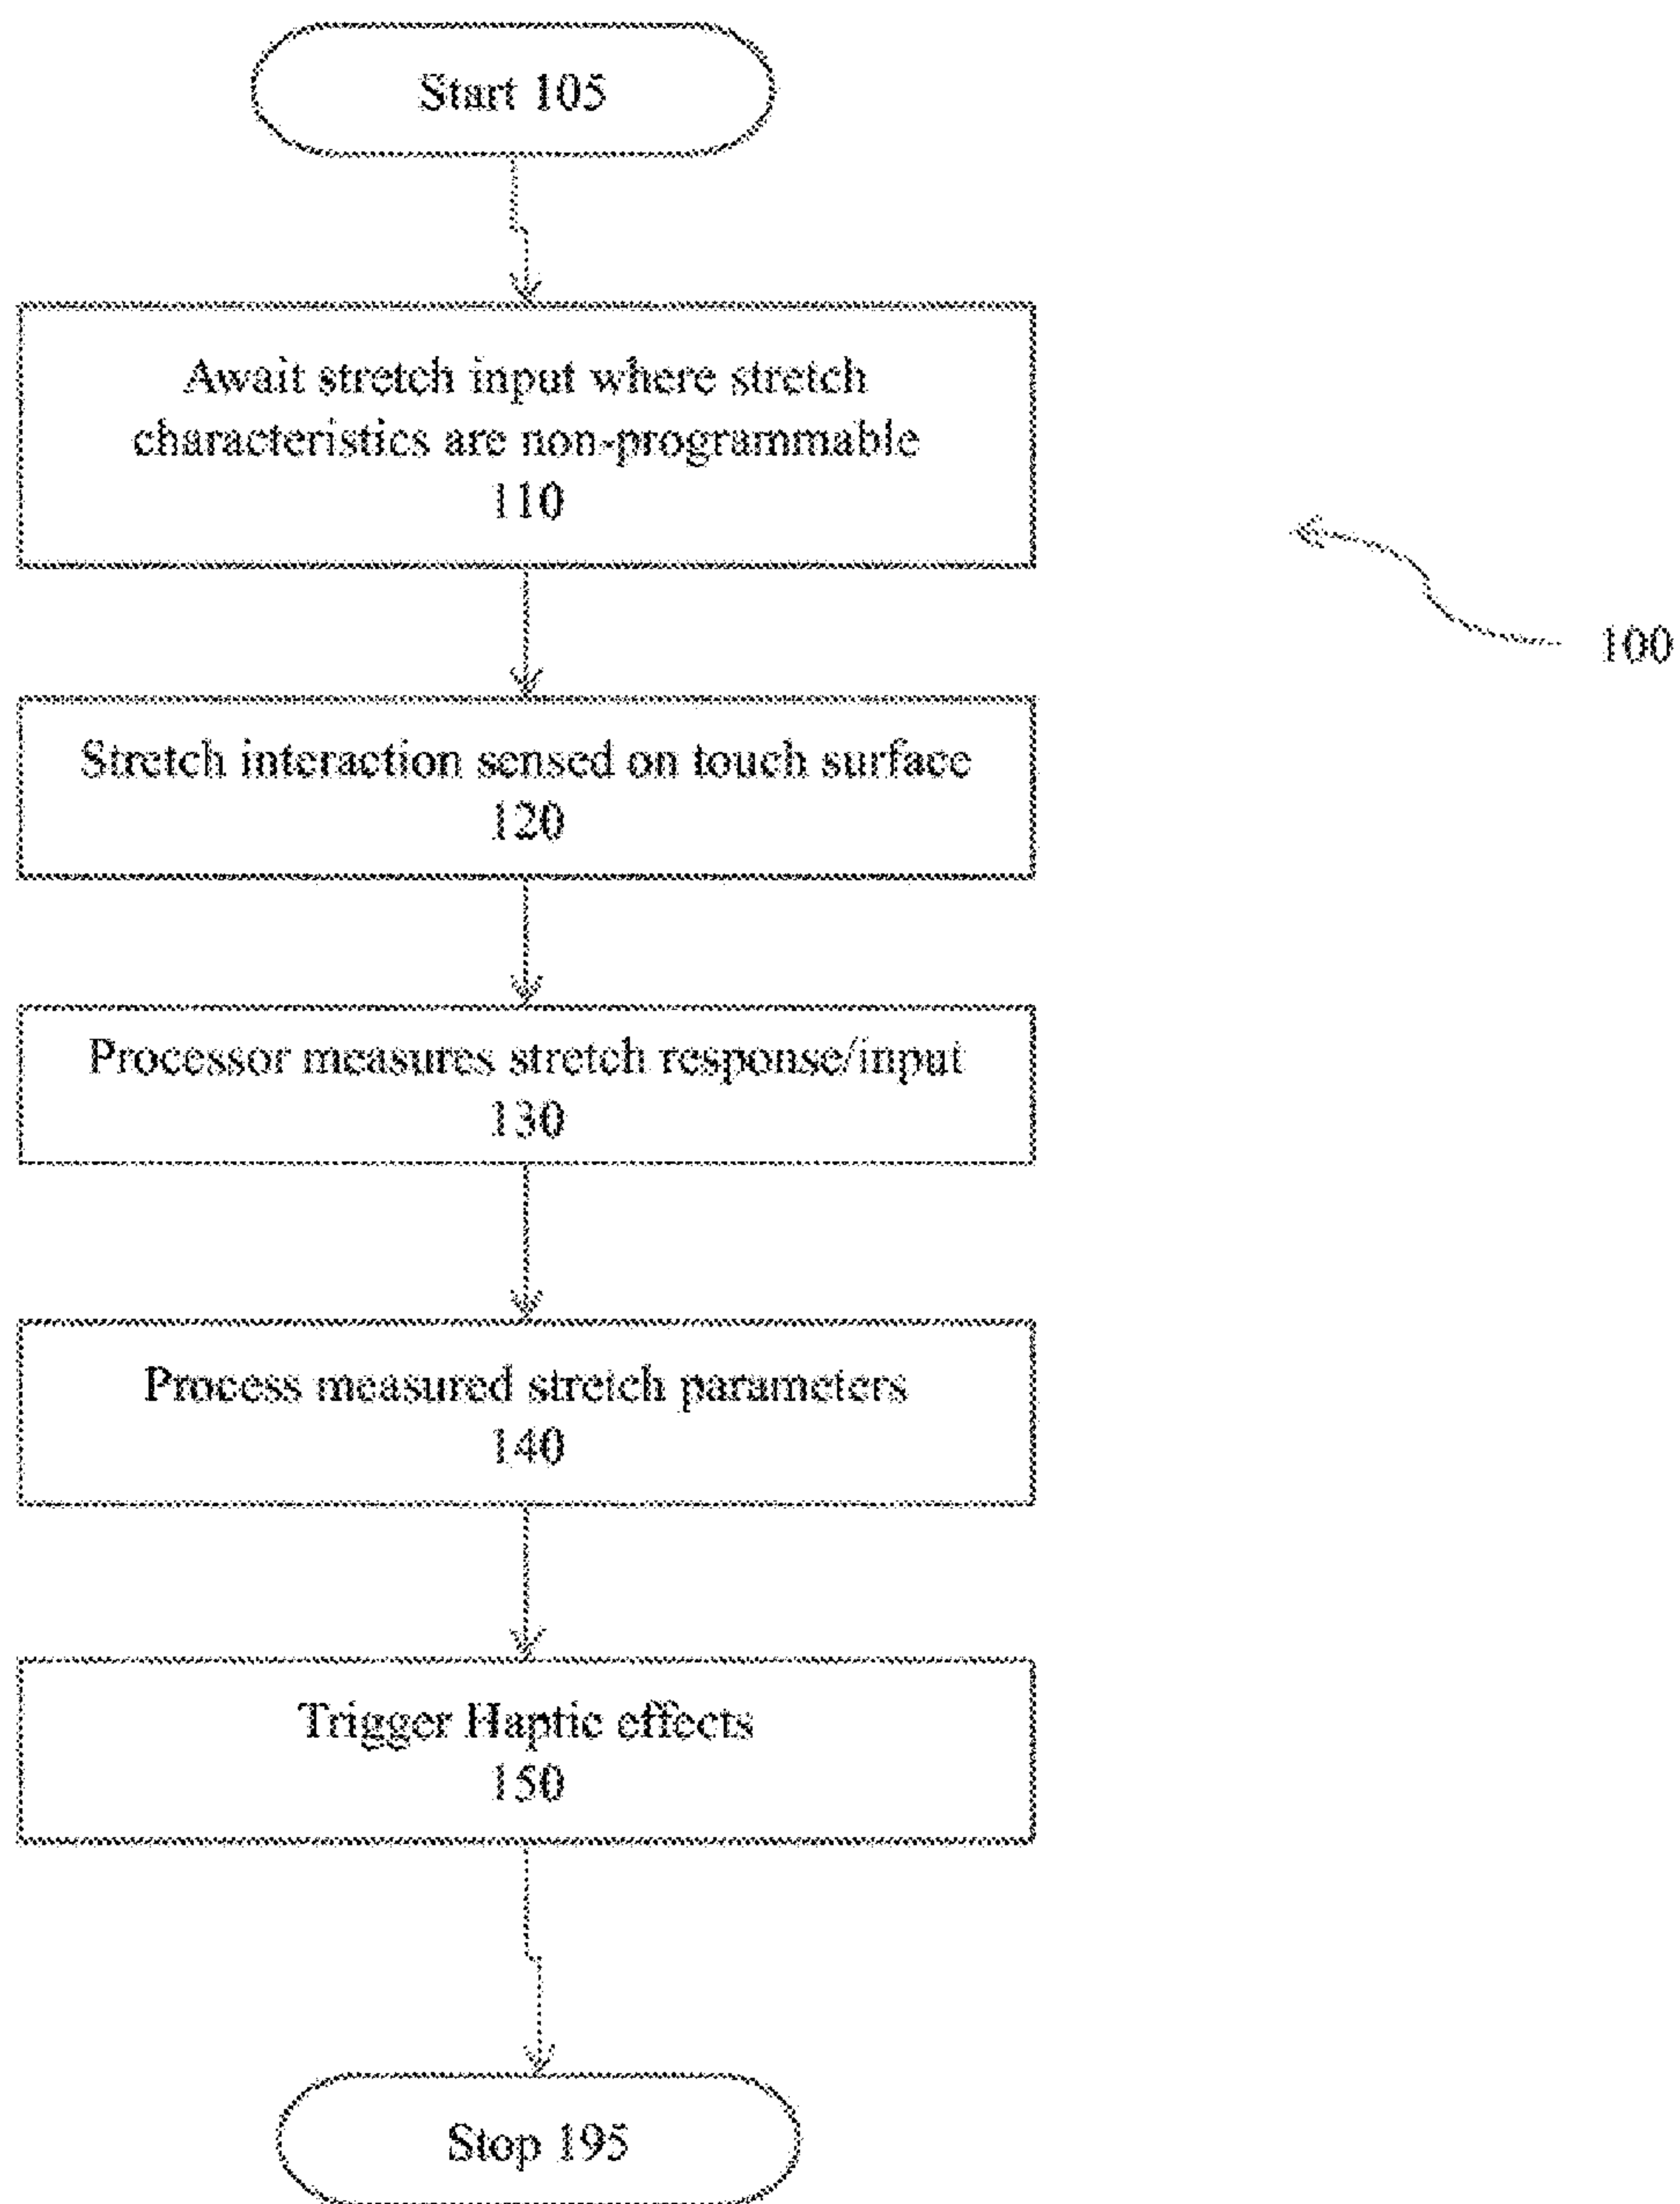 Start 105
Await stretch input where stretch
characteristics are non-programmable
110
100
Stretch interaction sensed on touch surface
120
Processor measures stretch response/input
130
Process measured stretch parameters
140
Trigger Haptic effects
150
Stop 195